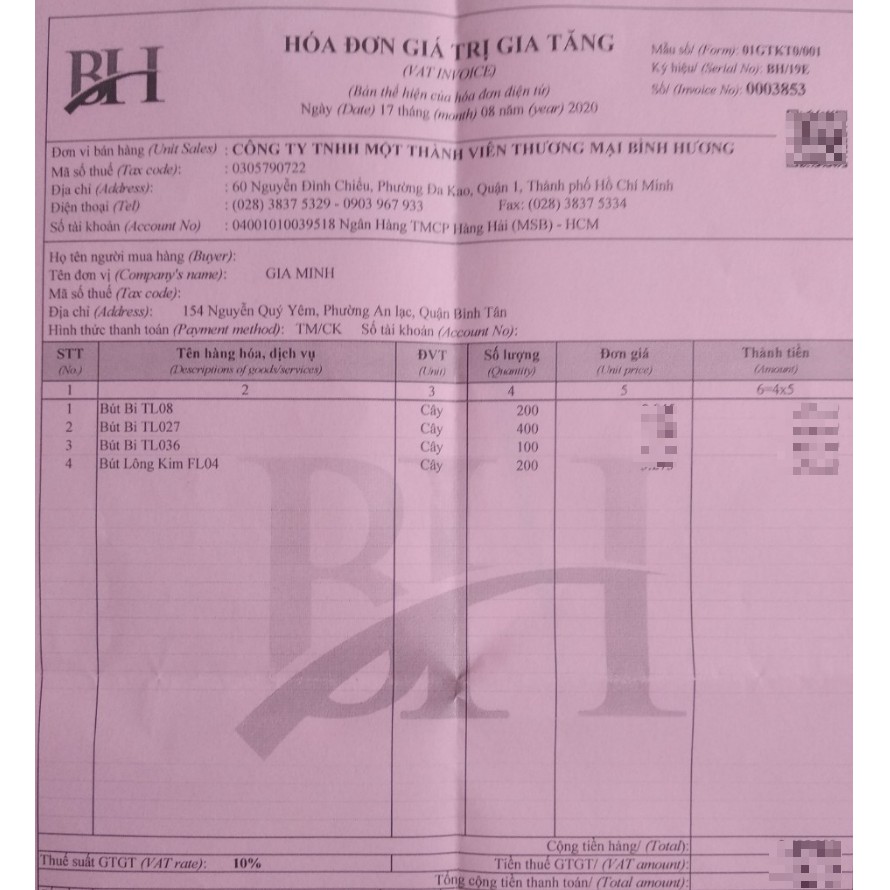 BH
HÓA ĐƠN GIÁ TRỊ GIA TĂNG
(VAT INVOICE)
(Bản thể hiện của hóa đơn điện tử)
Ngày (Date) 17 tháng (month) 08 năm (year) 2020
Mẫu số/ (Form): 01GTKT0/001
Ký hiệu/ (Serial No): BH/19E
Số/ (Invoice No): 0003853
Đơn vị bán hàng (Unit Sales) : CÔNG TY TNHH MỘT THÀNH VIÊN THƯƠNG MẠI BÌNH HƯƠNG
Mã số thuế (Tax code): : 0305790722
Địa chỉ (Address): : 60 Nguyễn Đình Chiểu, Phường Đa Kao, Quận 1, Thành phố Hồ Chí Minh
Điện thoại (Tel) : (028) 3837 5329 - 0903 967 933 Fax: (028) 3837 5334
Số tài khoản (Account No) : 04001010039518 Ngân Hàng TMCP Hàng Hải (MSB) - HCM
Họ tên người mua hàng (Buyer):
Tên đơn vị (Company's name): GIA MINH
Mã số thuế (Tax code):
Địa chỉ (Address): 154 Nguyễn Quý Yêm, Phường An lạc, Quận Bình Tân
Hình thức thanh toán (Payment method): TM/CK Số tài khoản (Account No):
STT Tên hàng hóa, dịch vụ ĐVT Số lượng Đơn giá Thành tiền
(No.) (Descriptions of goods/services) (Unit) (Quantity) (Unit price) (Amount)
1 2 3 4 5 6=4x5
1 Bút Bi TL08 Cây 200
2 Bút Bi TL027 Cây 400
3 Bút Bi TL036 Cây 100
4 Bút Lông Kim FL04 Cây 200
BH
Cộng tiền hàng/ (Total):
Thuế suất GTGT (VAT rate): 10% Tiền thuế GTGT/ (VAT amount):
Tổng cộng tiền thanh toán/ (Total amount):